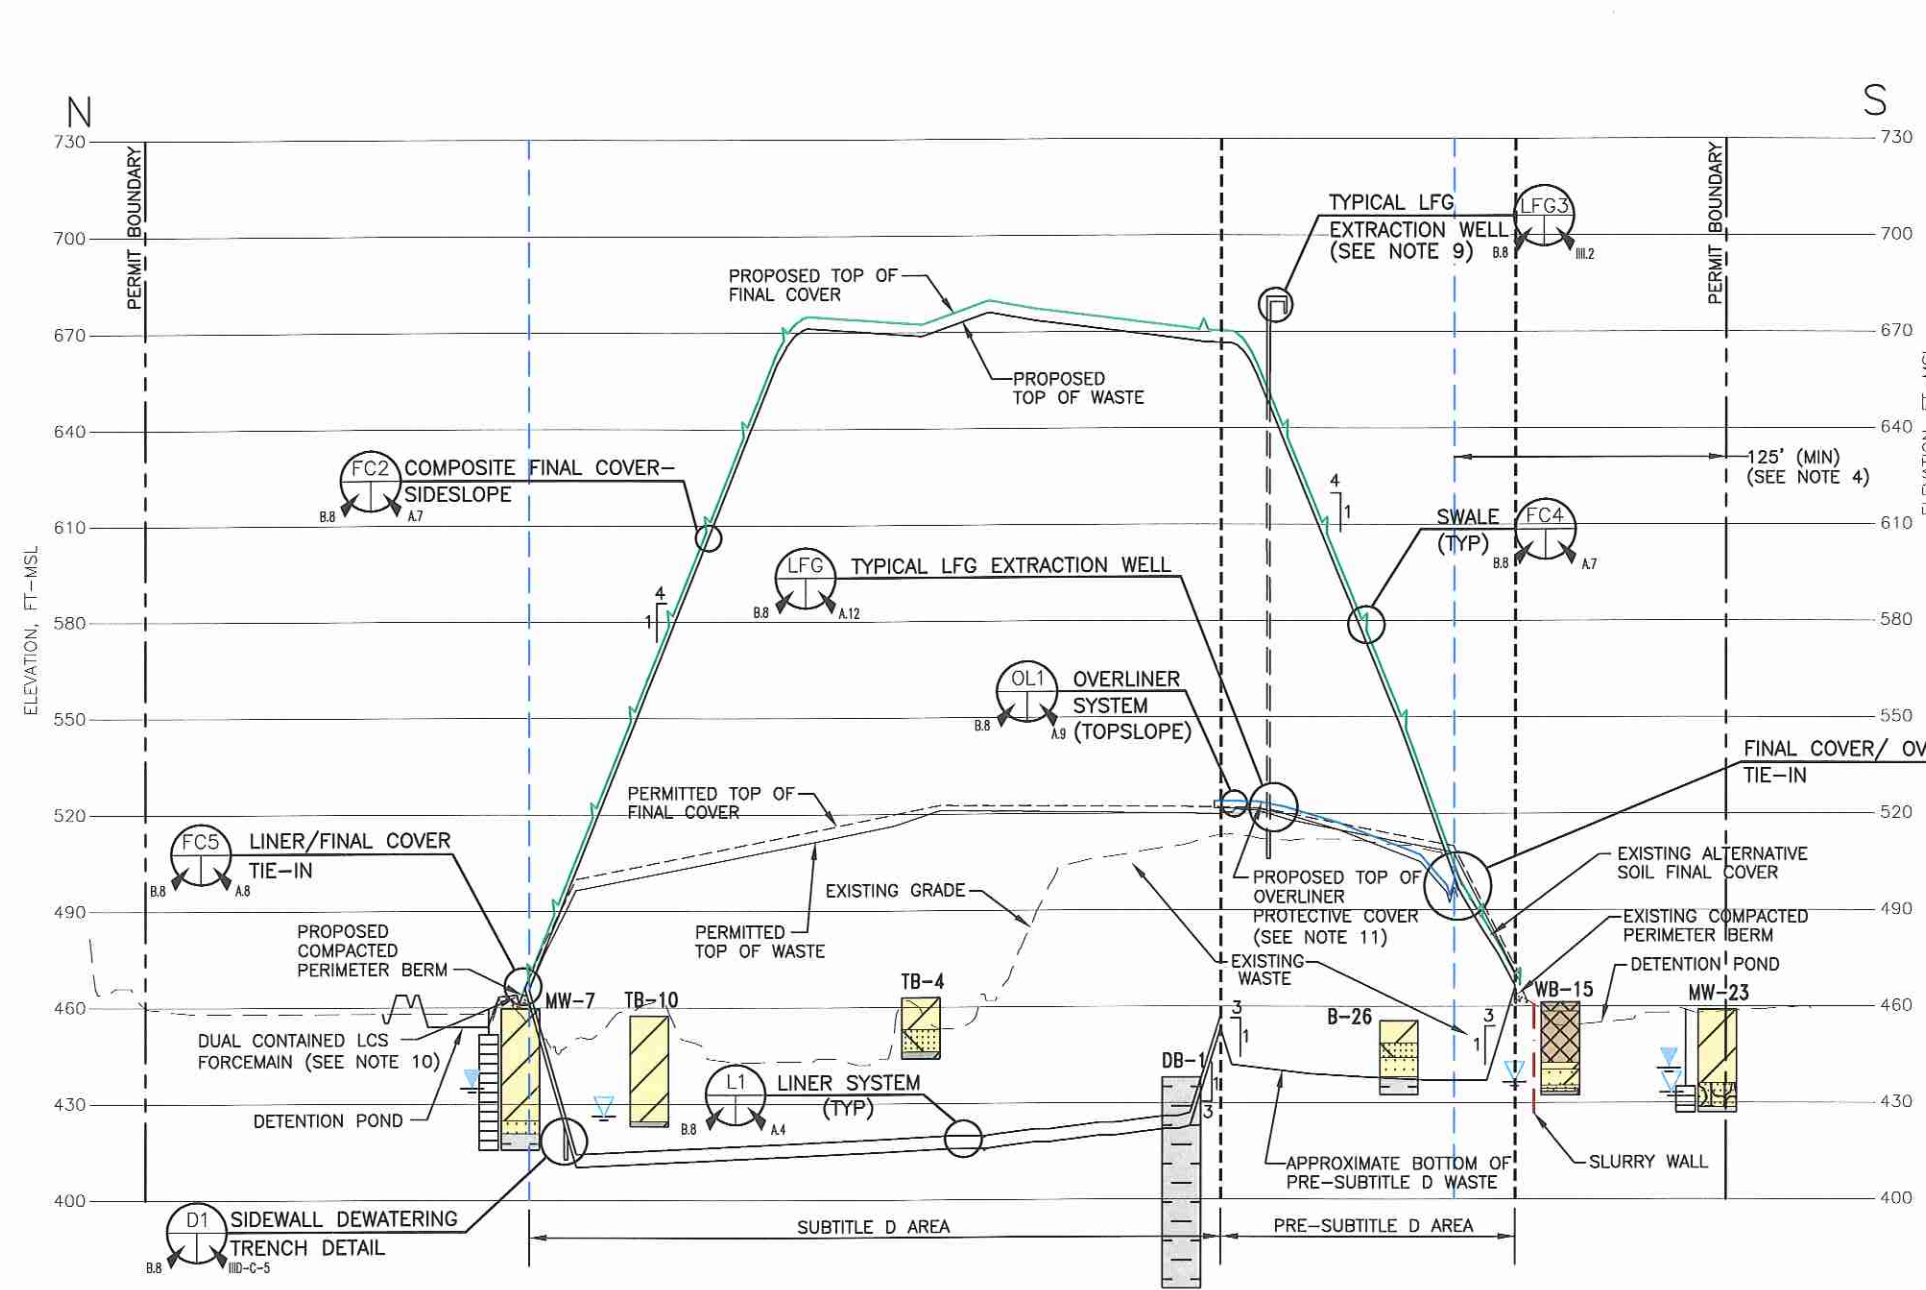 N
S
730
730
PERMIT BOUNDARY
PERMIT BOUNDARY
TYPICAL LFG
EXTRACTION WELL
(SEE NOTE 9)
LFG3
B.8
700
700
PROPOSED TOP OF
FINAL COVER
670
670
PROPOSED
TOP OF WASTE
640
640
125' (MIN)
(SEE NOTE 4)
FC2
COMPOSITE FINAL COVER-
SIDESLOPE
B.8
A.7
4
1
SWALE
(TYP)
FC4
B.8
A.7
610
610
ELEVATION, FT-MSL
LFG
TYPICAL LFG EXTRACTION WELL
B.8
A.12
4
1
580
580
OL1
OVERLINER
SYSTEM
(TOPSLOPE)
B.8
A.9
550
550
FINAL COVER/ OV
TIE-IN
PERMITTED TOP OF
FINAL COVER
520
520
FC5
LINER/FINAL COVER
TIE-IN
B.8
A.8
EXISTING GRADE
PROPOSED TOP OF
OVERLINER
PROTECTIVE COVER
(SEE NOTE 11)
EXISTING ALTERNATIVE
SOIL FINAL COVER
490
490
PROPOSED
COMPACTED
PERIMETER BERM
PERMITTED
TOP OF WASTE
EXISTING COMPACTED
PERIMETER BERM
EXISTING
WASTE
DETENTION POND
460
460
MW-7
TB-10
TB-4
B-26
WB-15
MW-23
3
1
3
1
DUAL CONTAINED LCS
FORCEMAIN (SEE NOTE 10)
DB-1
1
3
L1
LINER SYSTEM
(TYP)
B.8
A.4
430
430
DETENTION POND
APPROXIMATE BOTTOM OF
PRE-SUBTITLE D WASTE
SLURRY WALL
400
400
D1
SIDEWALL DEWATERING
TRENCH DETAIL
B.8
IIID-C-5
SUBTITLE D AREA
PRE-SUBTITLE D AREA